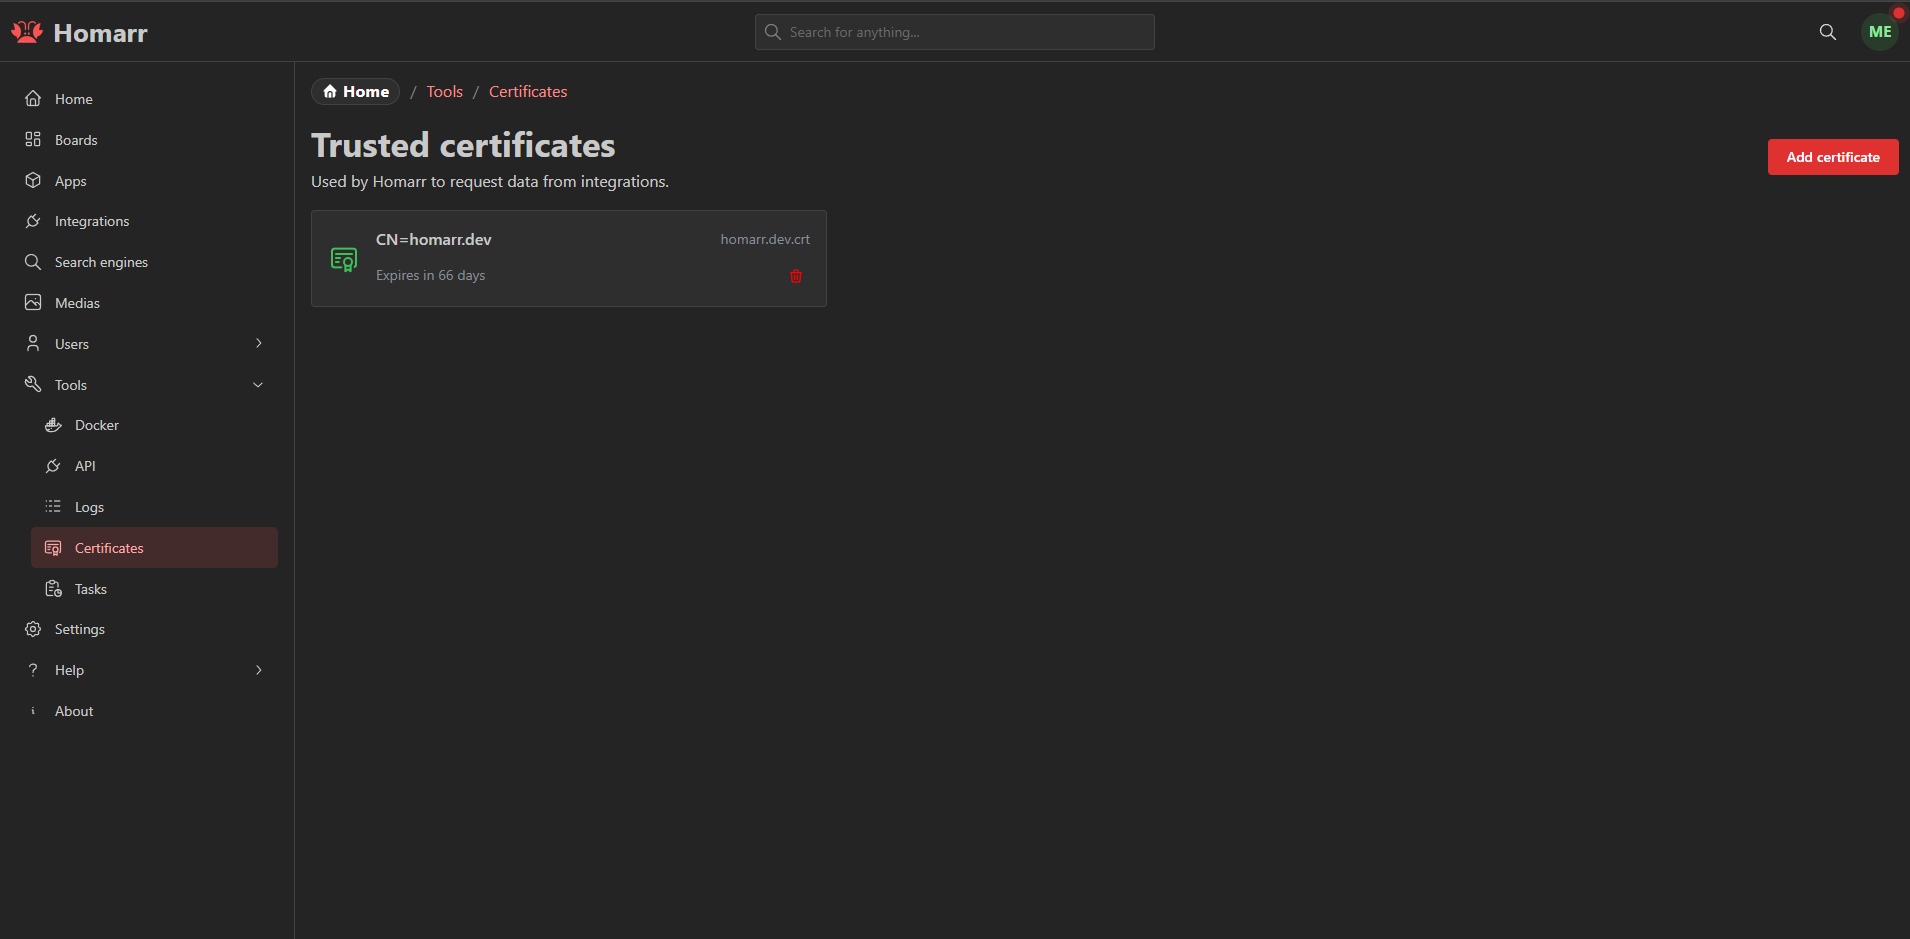 Homarr
Search for anything...
ME
Home
Boards
Apps
Integrations
Search engines
Medias
Users
Tools
Docker
API
Logs
Certificates
Tasks
Settings
Help
About
Home / Tools / Certificates
Trusted certificates
Used by Homarr to request data from integrations.
Add certificate
CN=homarr.dev
homarr.dev.crt
Expires in 66 days